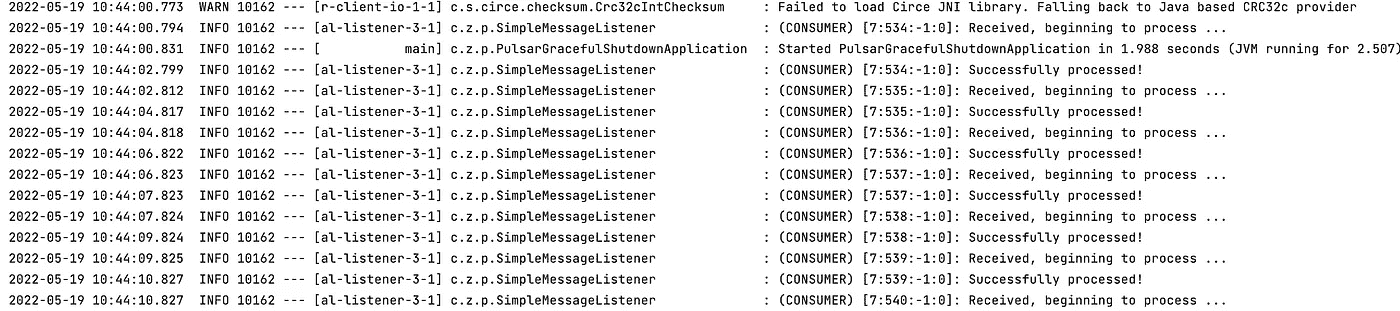 2022-05-19 10:44:00.773  WARN 10162 --- [r-client-io-1-1] c.s.circe.checksum.Crc32cIntChecksum     : Failed to load Circe JNI library. Falling back to Java based CRC32c provider
2022-05-19 10:44:00.794  INFO 10162 --- [al-listener-3-1] c.z.p.SimpleMessageListener              : (CONSUMER) [7:534:-1:0]: Received, beginning to process ...
2022-05-19 10:44:00.831  INFO 10162 --- [           main] c.z.p.PulsarGracefulShutdownApplication  : Started PulsarGracefulShutdownApplication in 1.988 seconds (JVM running for 2.507)
2022-05-19 10:44:02.799  INFO 10162 --- [al-listener-3-1] c.z.p.SimpleMessageListener              : (CONSUMER) [7:534:-1:0]: Successfully processed!
2022-05-19 10:44:02.812  INFO 10162 --- [al-listener-3-1] c.z.p.SimpleMessageListener              : (CONSUMER) [7:535:-1:0]: Received, beginning to process ...
2022-05-19 10:44:04.817  INFO 10162 --- [al-listener-3-1] c.z.p.SimpleMessageListener              : (CONSUMER) [7:535:-1:0]: Successfully processed!
2022-05-19 10:44:04.818  INFO 10162 --- [al-listener-3-1] c.z.p.SimpleMessageListener              : (CONSUMER) [7:536:-1:0]: Received, beginning to process ...
2022-05-19 10:44:06.822  INFO 10162 --- [al-listener-3-1] c.z.p.SimpleMessageListener              : (CONSUMER) [7:536:-1:0]: Successfully processed!
2022-05-19 10:44:06.823  INFO 10162 --- [al-listener-3-1] c.z.p.SimpleMessageListener              : (CONSUMER) [7:537:-1:0]: Received, beginning to process ...
2022-05-19 10:44:07.823  INFO 10162 --- [al-listener-3-1] c.z.p.SimpleMessageListener              : (CONSUMER) [7:537:-1:0]: Successfully processed!
2022-05-19 10:44:07.824  INFO 10162 --- [al-listener-3-1] c.z.p.SimpleMessageListener              : (CONSUMER) [7:538:-1:0]: Received, beginning to process ...
2022-05-19 10:44:09.824  INFO 10162 --- [al-listener-3-1] c.z.p.SimpleMessageListener              : (CONSUMER) [7:538:-1:0]: Successfully processed!
2022-05-19 10:44:09.825  INFO 10162 --- [al-listener-3-1] c.z.p.SimpleMessageListener              : (CONSUMER) [7:539:-1:0]: Received, beginning to process ...
2022-05-19 10:44:10.827  INFO 10162 --- [al-listener-3-1] c.z.p.SimpleMessageListener              : (CONSUMER) [7:539:-1:0]: Successfully processed!
2022-05-19 10:44:10.827  INFO 10162 --- [al-listener-3-1] c.z.p.SimpleMessageListener              : (CONSUMER) [7:540:-1:0]: Received, beginning to process ...